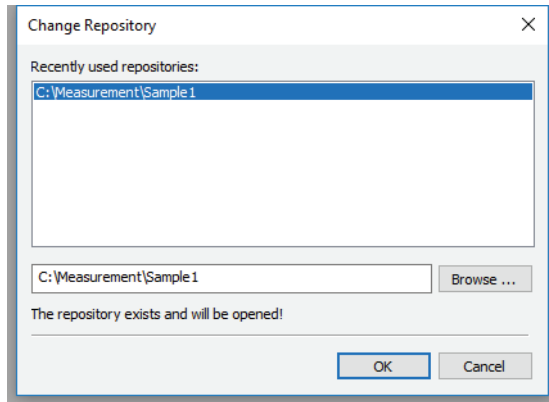 Change Repository
Recently used repositories:
C:\Measurement\Sample1
C:\Measurement\Sample1
Browse ...
The repository exists and will be opened!
OK
Cancel